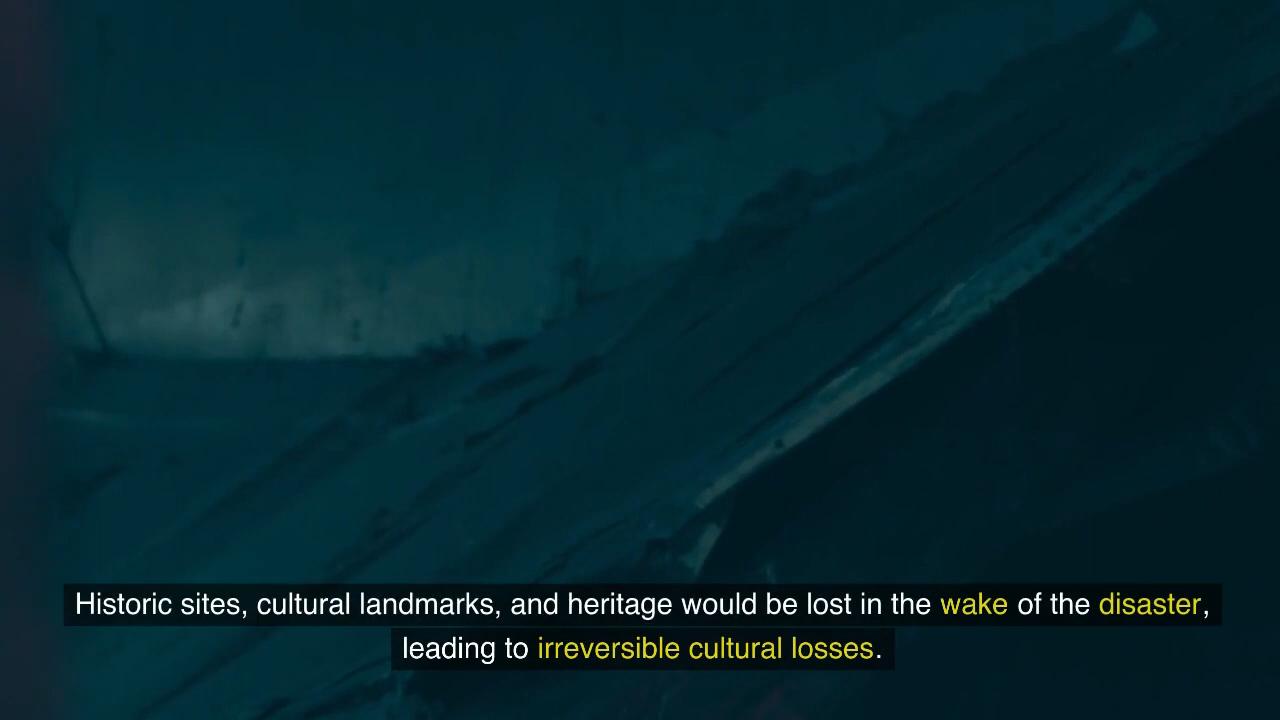 Historic sites, cultural landmarks, and heritage would be lost in the wake of the disaster,
leading to irreversible cultural losses.